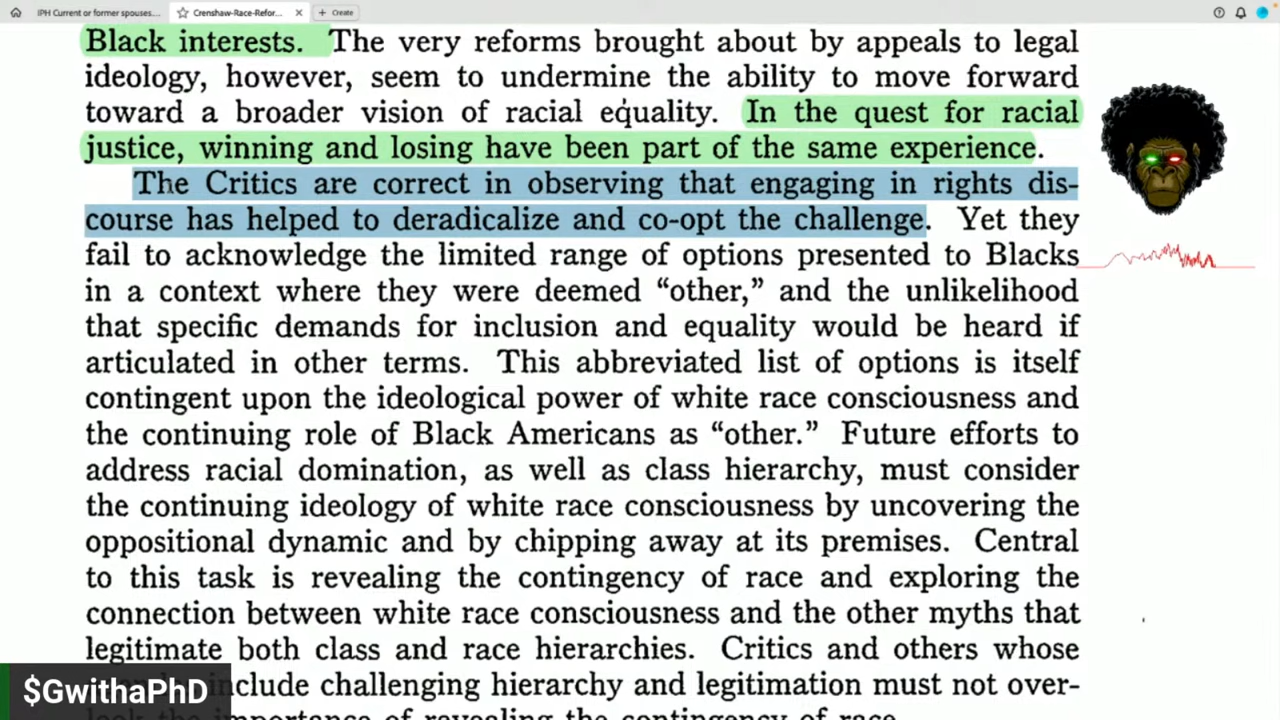 IPH Current or former spouses....
Crenshaw-Race-Refor...
Create
Black interests. The very reforms brought about by appeals to legal
ideology, however, seem to undermine the ability to move forward
toward a broader vision of racial equality. In the quest for racial
justice, winning and losing have been part of the same experience.
The Critics are correct in observing that engaging in rights dis-
course has helped to deradicalize and co-opt the challenge. Yet they
fail to acknowledge the limited range of options presented to Blacks
in a context where they were deemed “other,” and the unlikelihood
that specific demands for inclusion and equality would be heard if
articulated in other terms. This abbreviated list of options is itself
contingent upon the ideological power of white race consciousness and
the continuing role of Black Americans as “other.” Future efforts to
address racial domination, as well as class hierarchy, must consider
the continuing ideology of white race consciousness by uncovering the
oppositional dynamic and by chipping away at its premises. Central
to this task is revealing the contingency of race and exploring the
connection between white race consciousness and the other myths that
legitimate both class and race hierarchies. Critics and others whose
include challenging hierarchy and legitimation must not over-
importance of revealing the contingency of race
$GwithaPhD